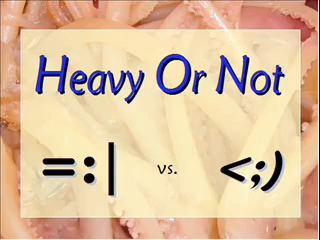 Heavy Or Not
=:| vs. <;)